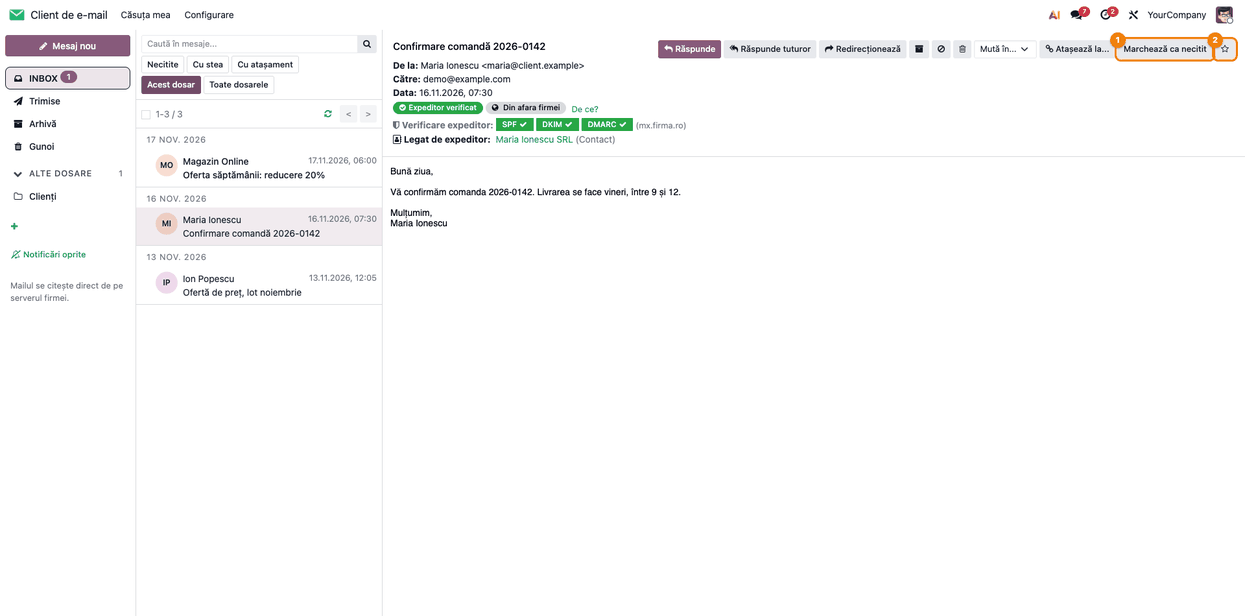 Client de e-mail Căsuța mea Configurare AI 7 2 YourCompany
Mesaj nou
INBOX 1
Trimise
Arhivă
Gunoi
ALTE DOSARE 1
Clienți
+
Notificări oprite
Mailul se citește direct de pe
serverul firmei.
Caută în mesaje...
Necitite Cu stea Cu atașament
Acest dosar Toate dosarele
1-3 / 3 < >
17 NOV. 2026
MO Magazin Online 17.11.2026, 06:00
Oferta săptămânii: reducere 20%
16 NOV. 2026
MI Maria Ionescu 16.11.2026, 07:30
Confirmare comandă 2026-0142
13 NOV. 2026
IP Ion Popescu 13.11.2026, 12:05
Ofertă de preț, lot noiembrie
Confirmare comandă 2026-0142
Răspunde Răspunde tuturor Redirecționează Mută în... Atașează la... 1 Marchează ca necitit 2
De la: Maria Ionescu <maria@client.example>
Către: demo@example.com
Data: 16.11.2026, 07:30
Expeditor verificat Din afara firmei De ce?
Verificare expeditor: SPF ✓ DKIM ✓ DMARC ✓ (mx.firma.ro)
Legat de expeditor: Maria Ionescu SRL (Contact)
Bună ziua,
Vă confirmăm comanda 2026-0142. Livrarea se face vineri, între 9 și 12.
Mulțumim,
Maria Ionescu